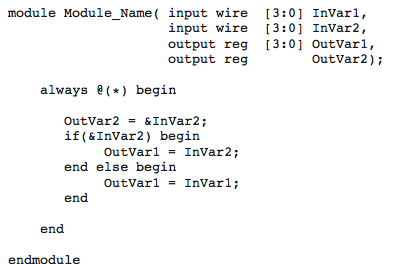 module Module_Name( input wire [3:0] InVar1,
input wire [3:0] InVar2,
output reg [3:0] OutVar1,
output reg OutVar2);
always @(*) begin
OutVar2 = &InVar2;
if(&InVar2) begin
OutVar1 = InVar2;
end else begin
OutVar1 = InVar1;
end
end
endmodule